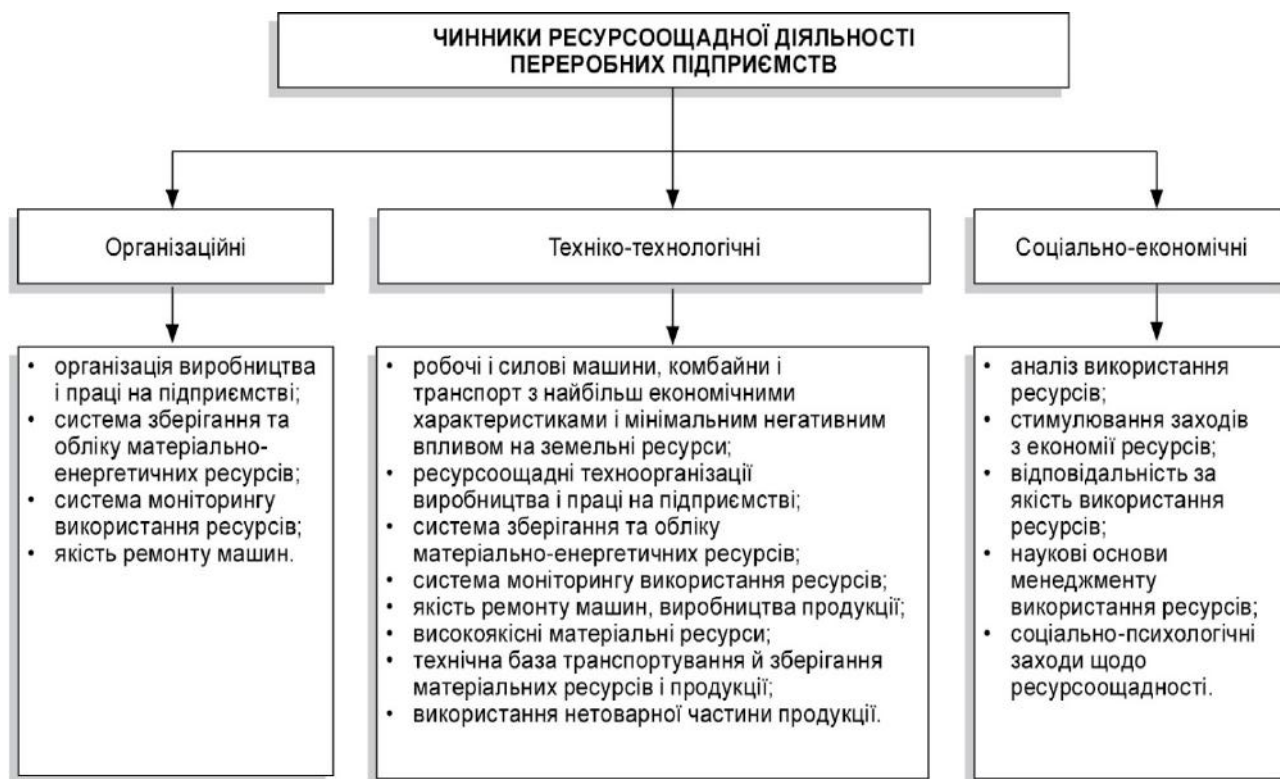 ЧИННИКИ РЕСУРСООЩАДНОЇ ДІЯЛЬНОСТІ
ПЕРЕРОБНИХ ПІДПРИЄМСТВ
Організаційні
Техніко-технологічні
Соціально-економічні
• організація виробництва
і праці на підприємстві;
• система зберігання та
обліку матеріально-
енергетичних ресурсів;
• система моніторингу
використання ресурсів;
• якість ремонту машин.
• робочі і силові машини, комбайни і
транспорт з найбільш економічними
характеристиками і мінімальним негативним
впливом на земельні ресурси;
• ресурсоощадні техноорганізації
виробництва і праці на підприємстві;
• система зберігання та обліку
матеріально-енергетичних ресурсів;
• система моніторингу використання ресурсів;
• якість ремонту машин, виробництва продукції;
• високоякісні матеріальні ресурси;
• технічна база транспортування й зберігання
матеріальних ресурсів і продукції;
• використання нетоварної частини продукції.
• аналіз використання
ресурсів;
• стимулювання заходів
з економії ресурсів;
• відповідальність за
якість використання
ресурсів;
• наукові основи
менеджменту
використання ресурсів;
• соціально-психологічні
заходи щодо
ресурсоощадності.